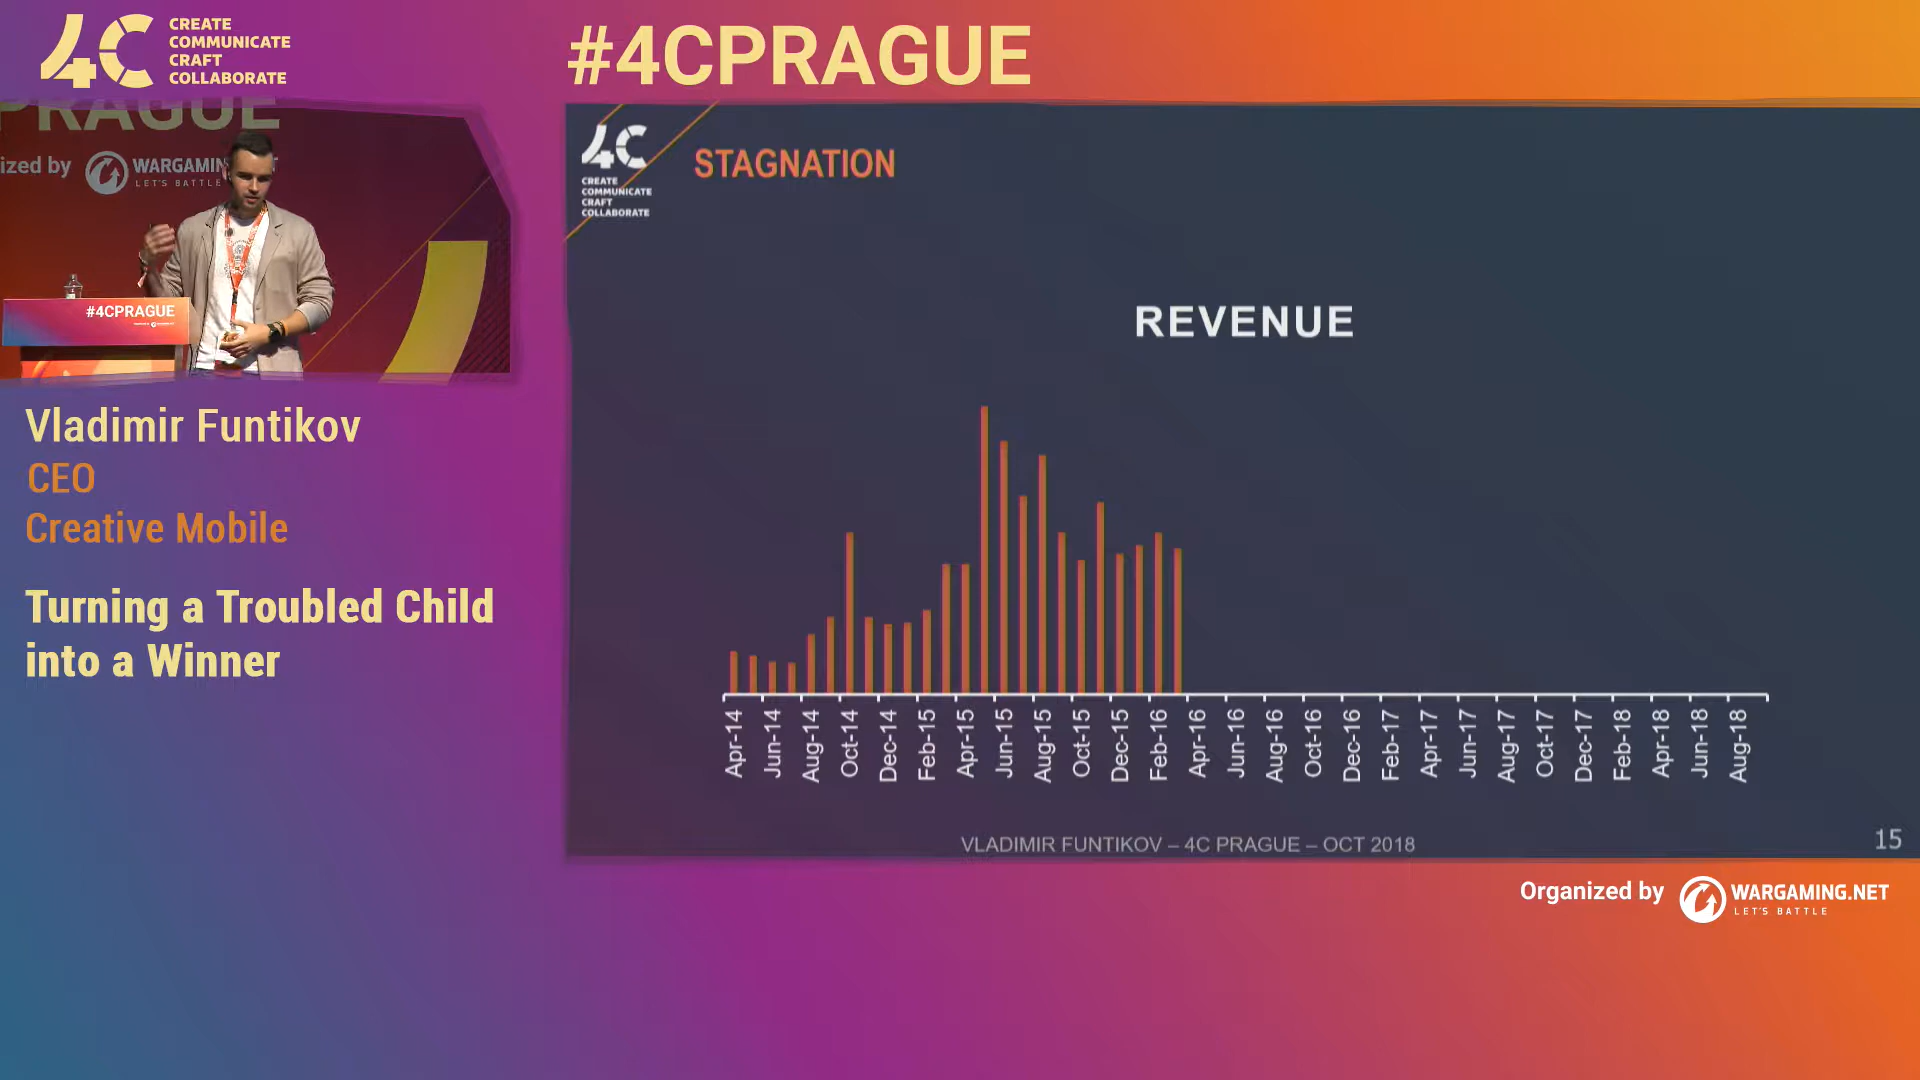 4C
CREATE
COMMUNICATE
CRAFT
COLLABORATE
#4CPRAGUE
PRAGUE
ized by
WARGAMIN
LET'S BATTLE
#4CPRAGUE
Vladimir Funtikov
CEO
Creative Mobile
Turning a Troubled Child
into a Winner
4C
CREATE
COMMUNICATE
CRAFT
COLLABORATE
STAGNATION
REVENUE
Apr-14
Jun-14
Aug-14
Oct-14
Dec-14
Feb-15
Apr-15
Jun-15
Aug-15
Oct-15
Dec-15
Feb-16
Apr-16
Jun-16
Aug-16
Oct-16
Dec-16
Feb-17
Apr-17
Jun-17
Aug-17
Oct-17
Dec-17
Feb-18
Apr-18
Jun-18
Aug-18
VLADIMIR FUNTIKOV – 4C PRAGUE – OCT 2018
15
Organized by
WARGAMING.NET
LET'S BATTLE